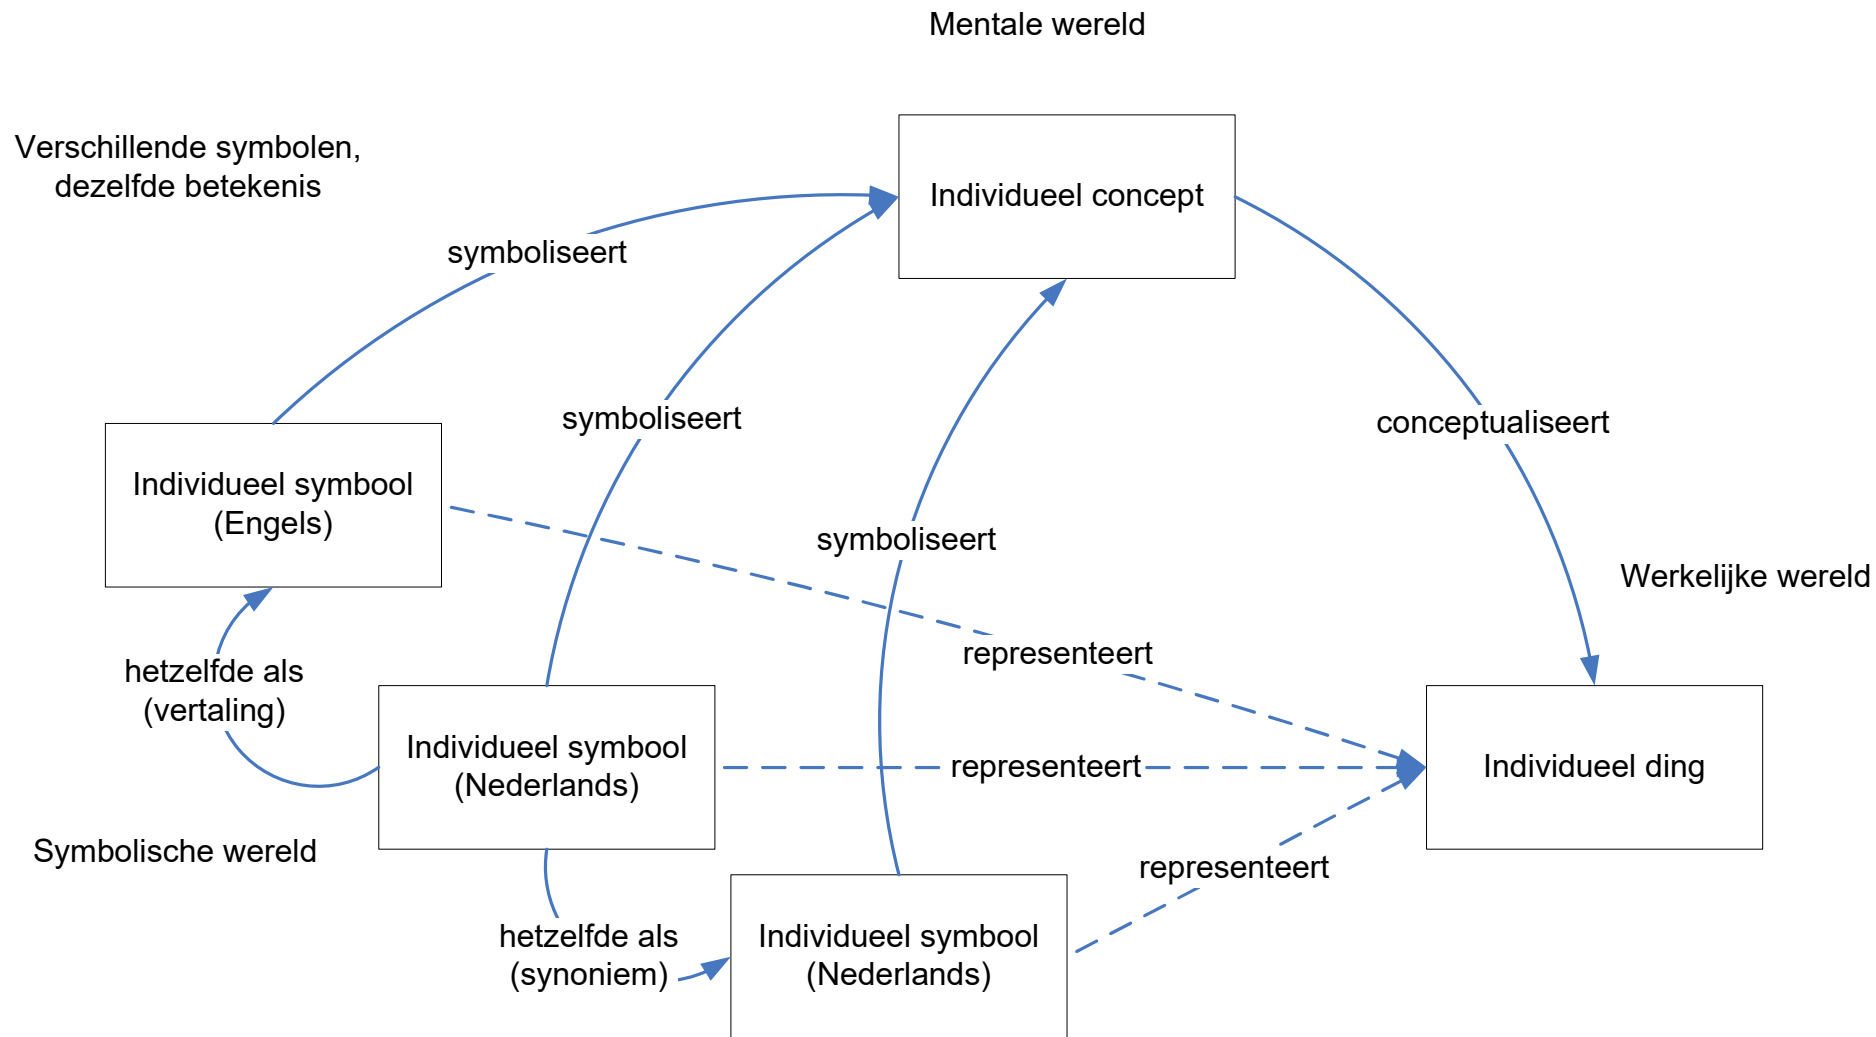 Mentale wereld
Verschillende symbolen,
dezelfde betekenis
Individueel concept
symboliseert
symboliseert
conceptualiseert
Individueel symbool
(Engels)
symboliseert
Werkelijke wereld
representeert
hetzelfde als
(vertaling)
Individueel symbool
(Nederlands)
representeert
Individueel ding
Symbolische wereld
representeert
hetzelfde als
(synoniem)
Individueel symbool
(Nederlands)